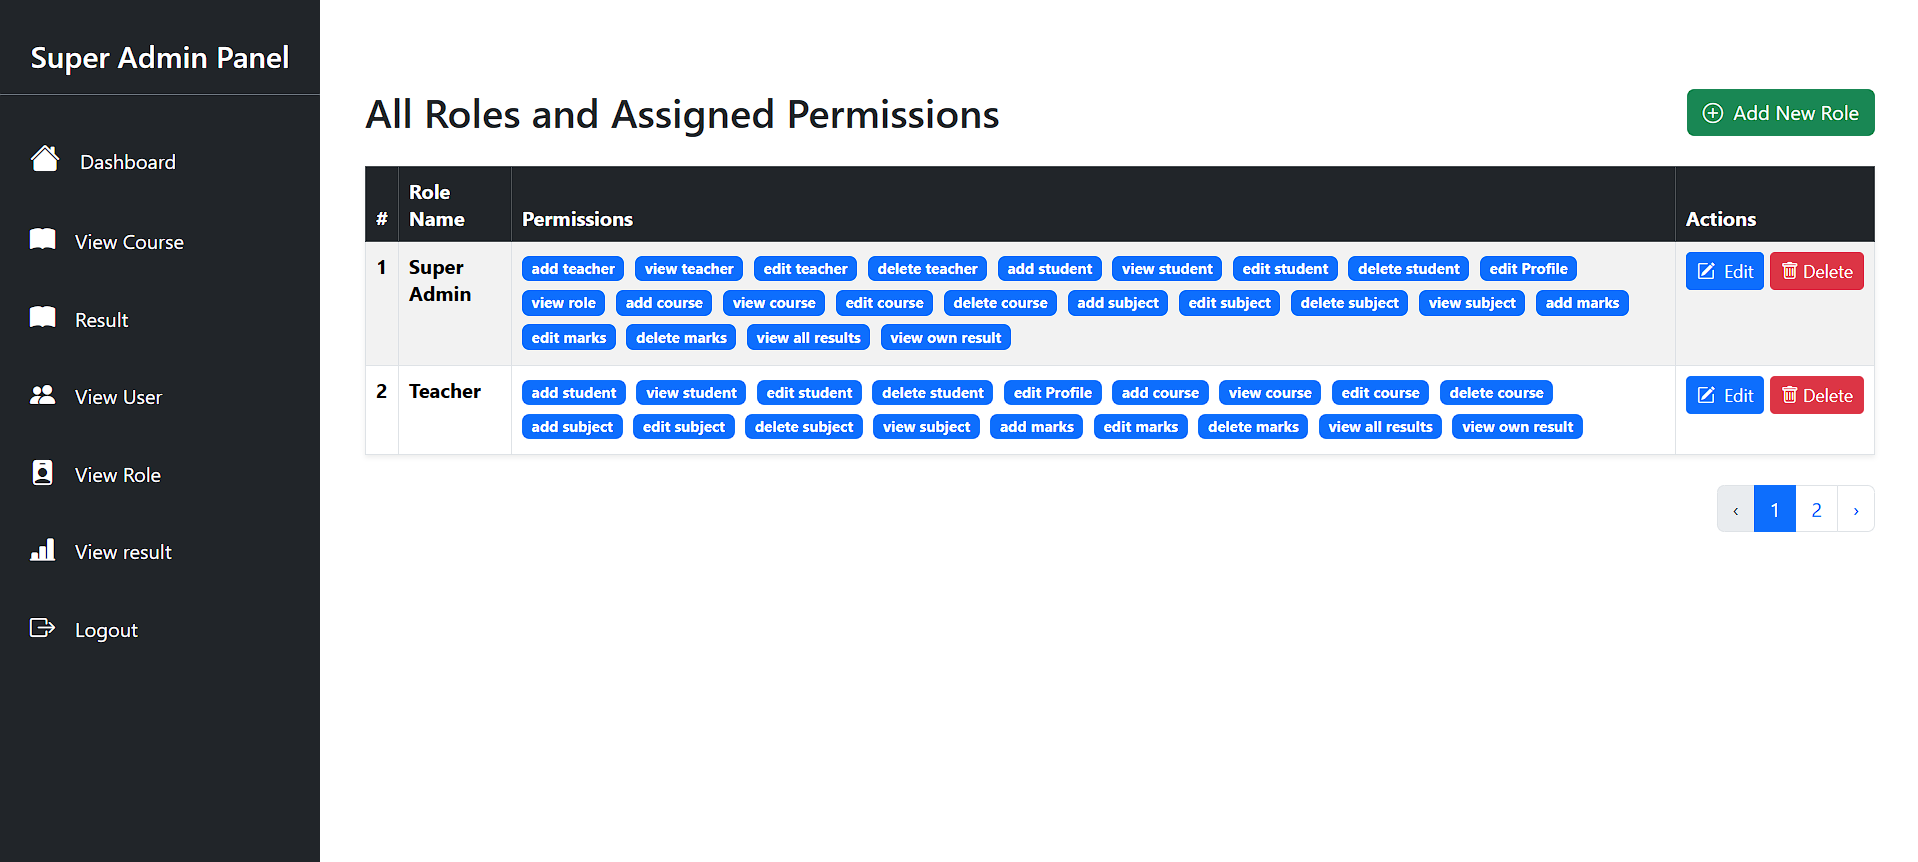 Super Admin Panel
Dashboard
View Course
Result
View User
View Role
View result
Logout
All Roles and Assigned Permissions
Add New Role
# Role Name Permissions Actions
1 Super Admin add teacher view teacher edit teacher delete teacher add student view student edit student delete student edit Profile Edit Delete
view role add course view course edit course delete course add subject edit subject delete subject view subject add marks
edit marks delete marks view all results view own result
2 Teacher add student view student edit student delete student edit Profile add course view course edit course delete course Edit Delete
add subject edit subject delete subject view subject add marks edit marks delete marks view all results view own result
‹ 1 2 ›